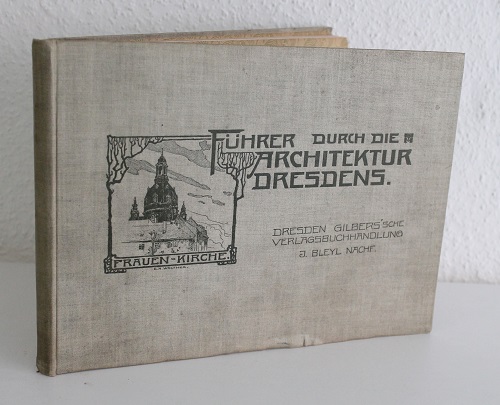 FÜHRER DURCH DIE
ARCHITEKTUR
DRESDENS.
FRAUEN-KIRCHE.
DRESDEN GILBERS'SCHE
VERLAGSBUCHHANDLUNG
J. BLEYL NACHF.